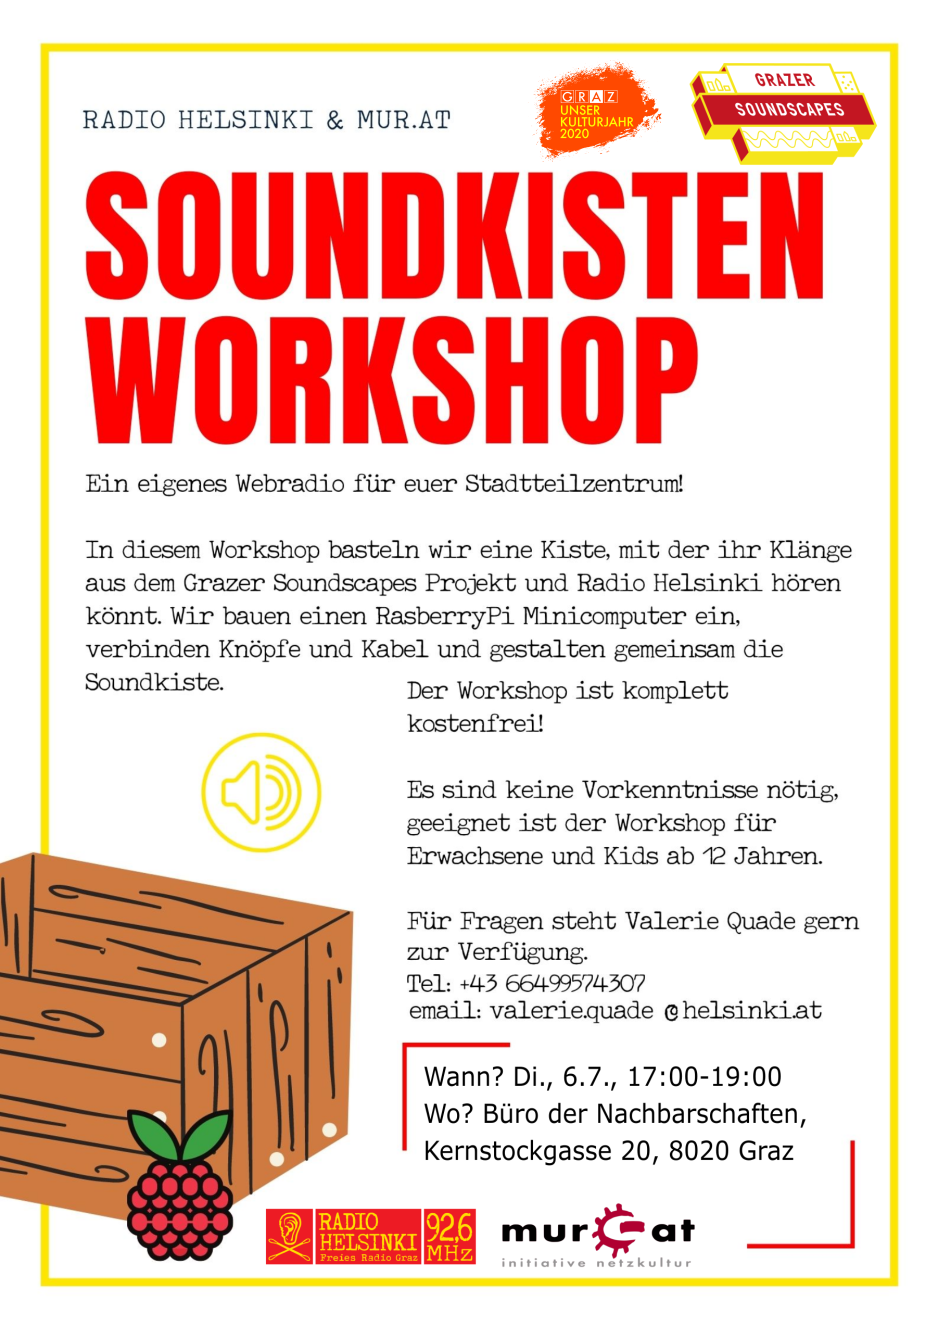 RADIO HELSINKI & MUR.AT
GRAZ
UNSER
KULTURJAHR
2020
GRAZER
SOUNDSCAPES
SOUNDKISTEN
WORKSHOP
Ein eigenes Webradio für euer Stadtteilzentrum!
In diesem Workshop basteln wir eine Kiste, mit der ihr Klänge
aus dem Grazer Soundscapes Projekt und Radio Helsinki hören
könnt. Wir bauen einen RasberryPi Minicomputer ein,
verbinden Knöpfe und Kabel und gestalten gemeinsam die
Soundkiste.
Der Workshop ist komplett
kostenfrei!
Es sind keine Vorkenntnisse nötig,
geeignet ist der Workshop für
Erwachsene und Kids ab 12 Jahren.
Für Fragen steht Valerie Quade gern
zur Verfügung.
Tel: +43 66499574307
email: valerie.quade @helsinki.at
Wann? Di., 6.7., 17:00-19:00
Wo? Büro der Nachbarschaften,
Kernstockgasse 20, 8020 Graz
RADIO
HELSINKI
Freies Radio Graz
92,6
MHz
mur at
initiative netzkultur